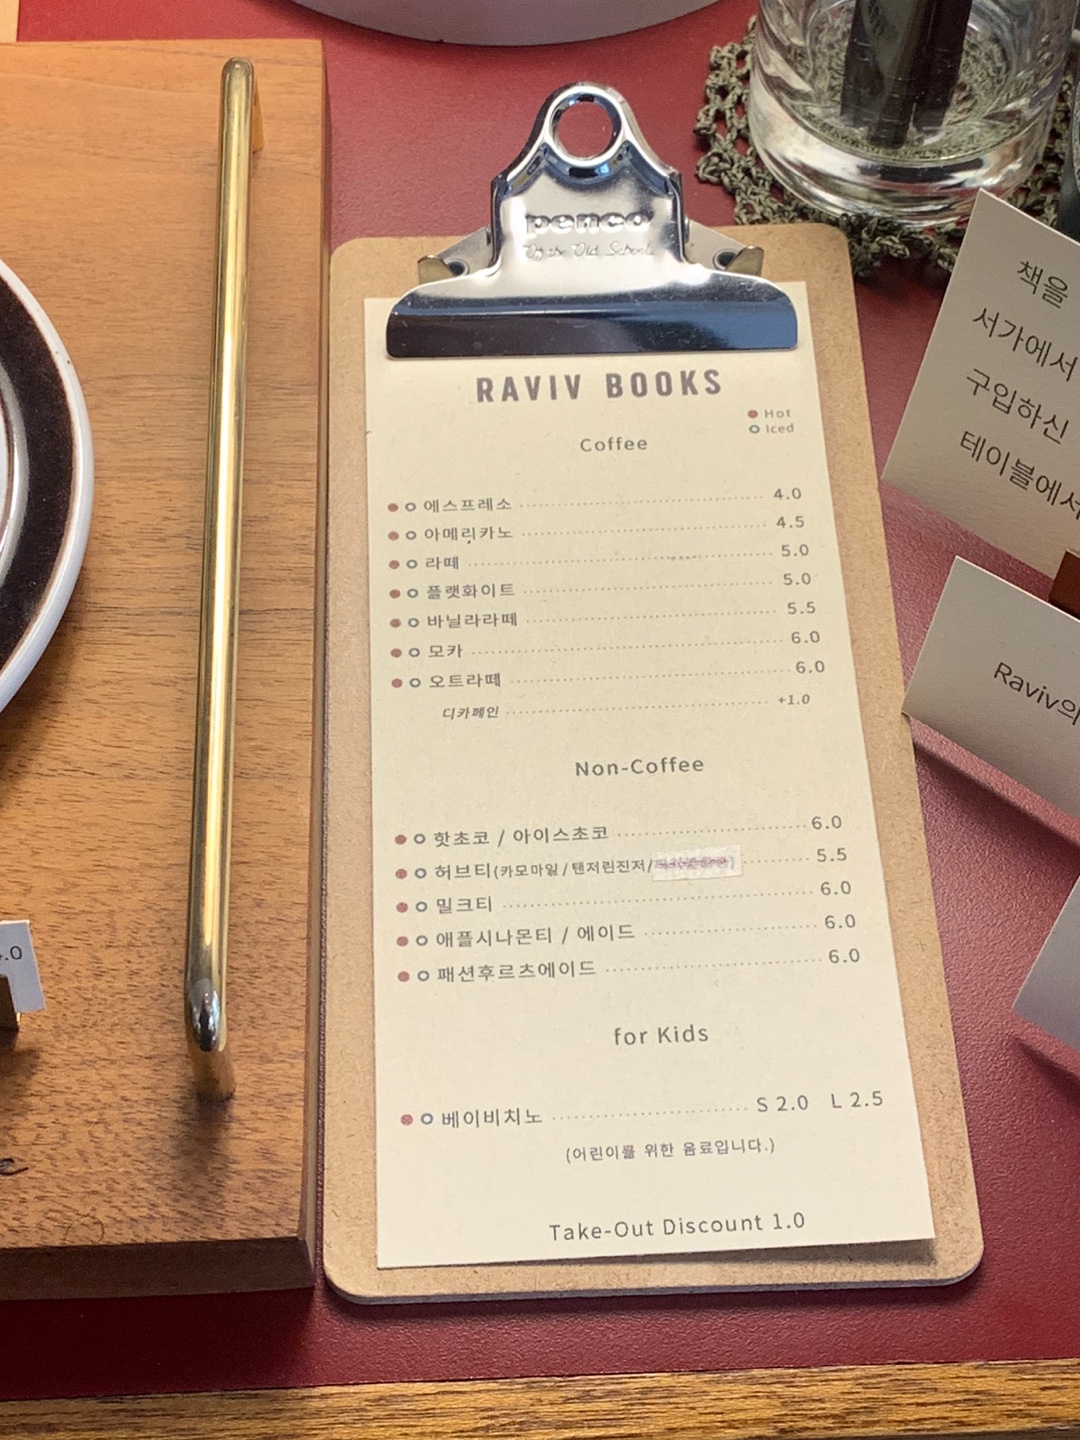 penco
Of the Old School
RAVIV BOOKS
Hot
Iced
Coffee
에스프레소 4.0
아메리카노 4.5
라떼 5.0
플랫화이트 5.0
바닐라라떼 5.5
모카 6.0
오트라떼 6.0
디카페인 +1.0
Non-Coffee
핫초코 / 아이스초코 6.0
허브티(카모마일/탠저린진저/ 5.5
밀크티 6.0
애플시나몬티 / 에이드 6.0
패션후르츠에이드 6.0
for Kids
베이비치노 S 2.0 L 2.5
(어린이를 위한 음료입니다.)
Take-Out Discount 1.0
책을
서가에서
구입하신
테이블에서
Raviv의
.0